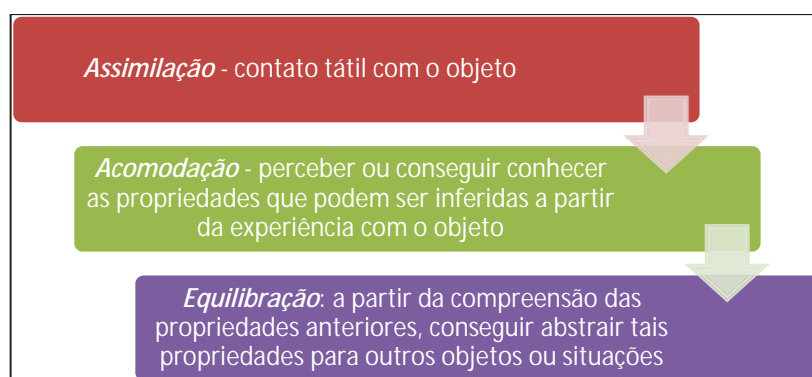 Assimilação - contato tátil com o objeto
Acomodação - perceber ou conseguir conhecer
as propriedades que podem ser inferidas a partir
da experiência com o objeto
Equilibração: a partir da compreensão das
propriedades anteriores, conseguir abstrair tais
propriedades para outros objetos ou situações